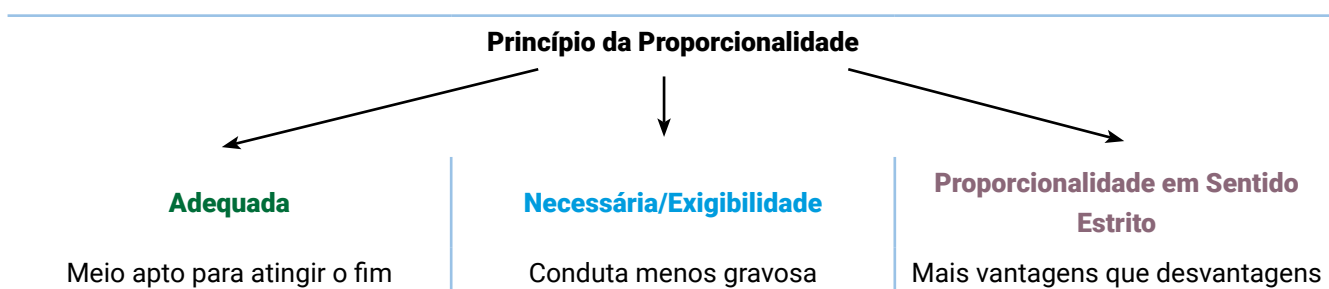 Princípio da Proporcionalidade
Adequada
Meio apto para atingir o fim
Necessária/Exigibilidade
Conduta menos gravosa
Proporcionalidade em Sentido
Estrito
Mais vantagens que desvantagens